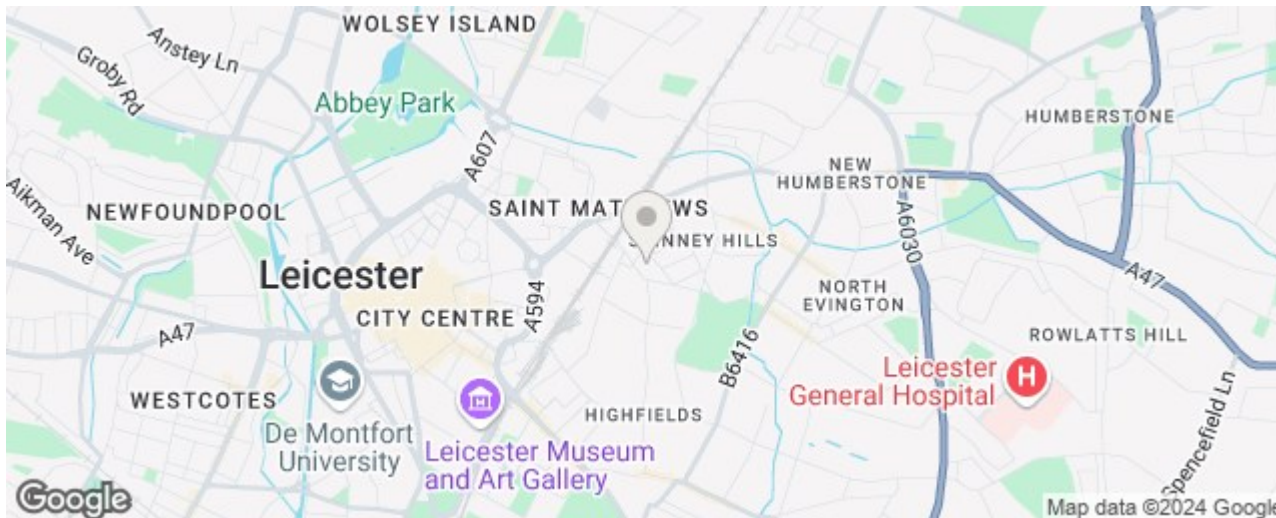 WOLSEY ISLAND
Anstey Ln
Groby Rd
Abbey Park
A607
HUMBERSTONE
NEW
HUMBERSTONE
Aikman Ave
NEWFOUNDPOOL
SAINT MAT EWS
S INNEY HILLS
A6030
Leicester
A594
CITY CENTRE
A47
NORTH
EVINGTON
A47
ROWLATTS HILL
B6416
WESTCOTES
Leicester
General Hospital
H
HIGHFIELDS
De Montfort
University
Leicester Museum
and Art Gallery
Spencefield Ln
Google
Map data ©2024 Google